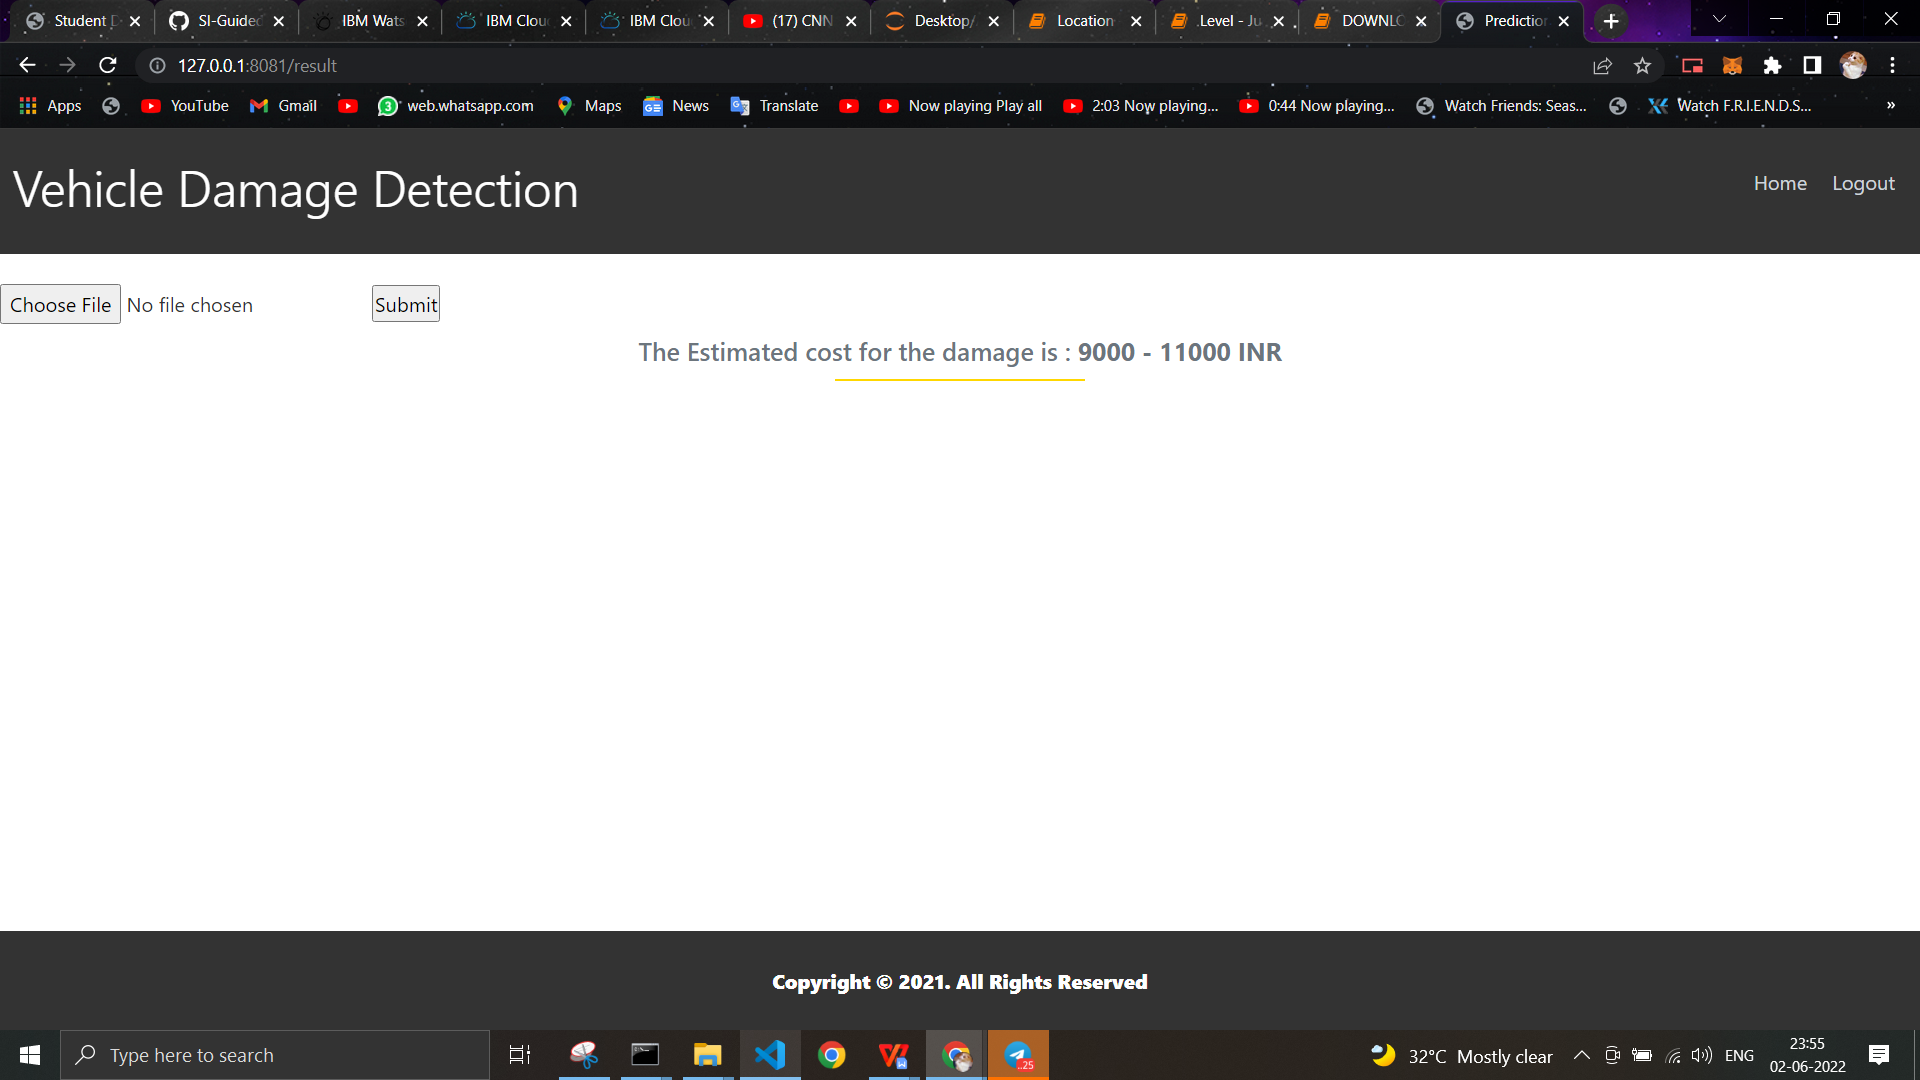 Student D
SI-Guided
IBM Wats
IBM Clou
IBM Clou
(17) CNN
Desktop/
Location
Level - Ju
DOWNLO
Prediction
127.0.0.1:8081/result
Apps
YouTube
Gmail
web.whatsapp.com
Maps
News
Translate
Now playing Play all
2:03 Now playing...
0:44 Now playing...
Watch Friends: Seas...
Watch F.R.I.E.N.D.S...
»
Vehicle Damage Detection
Home
Logout
Choose File No file chosen
Submit
The Estimated cost for the damage is : 9000 - 11000 INR
Copyright © 2021. All Rights Reserved
Type here to search
..25
32°C Mostly clear
ENG
23:55
02-06-2022